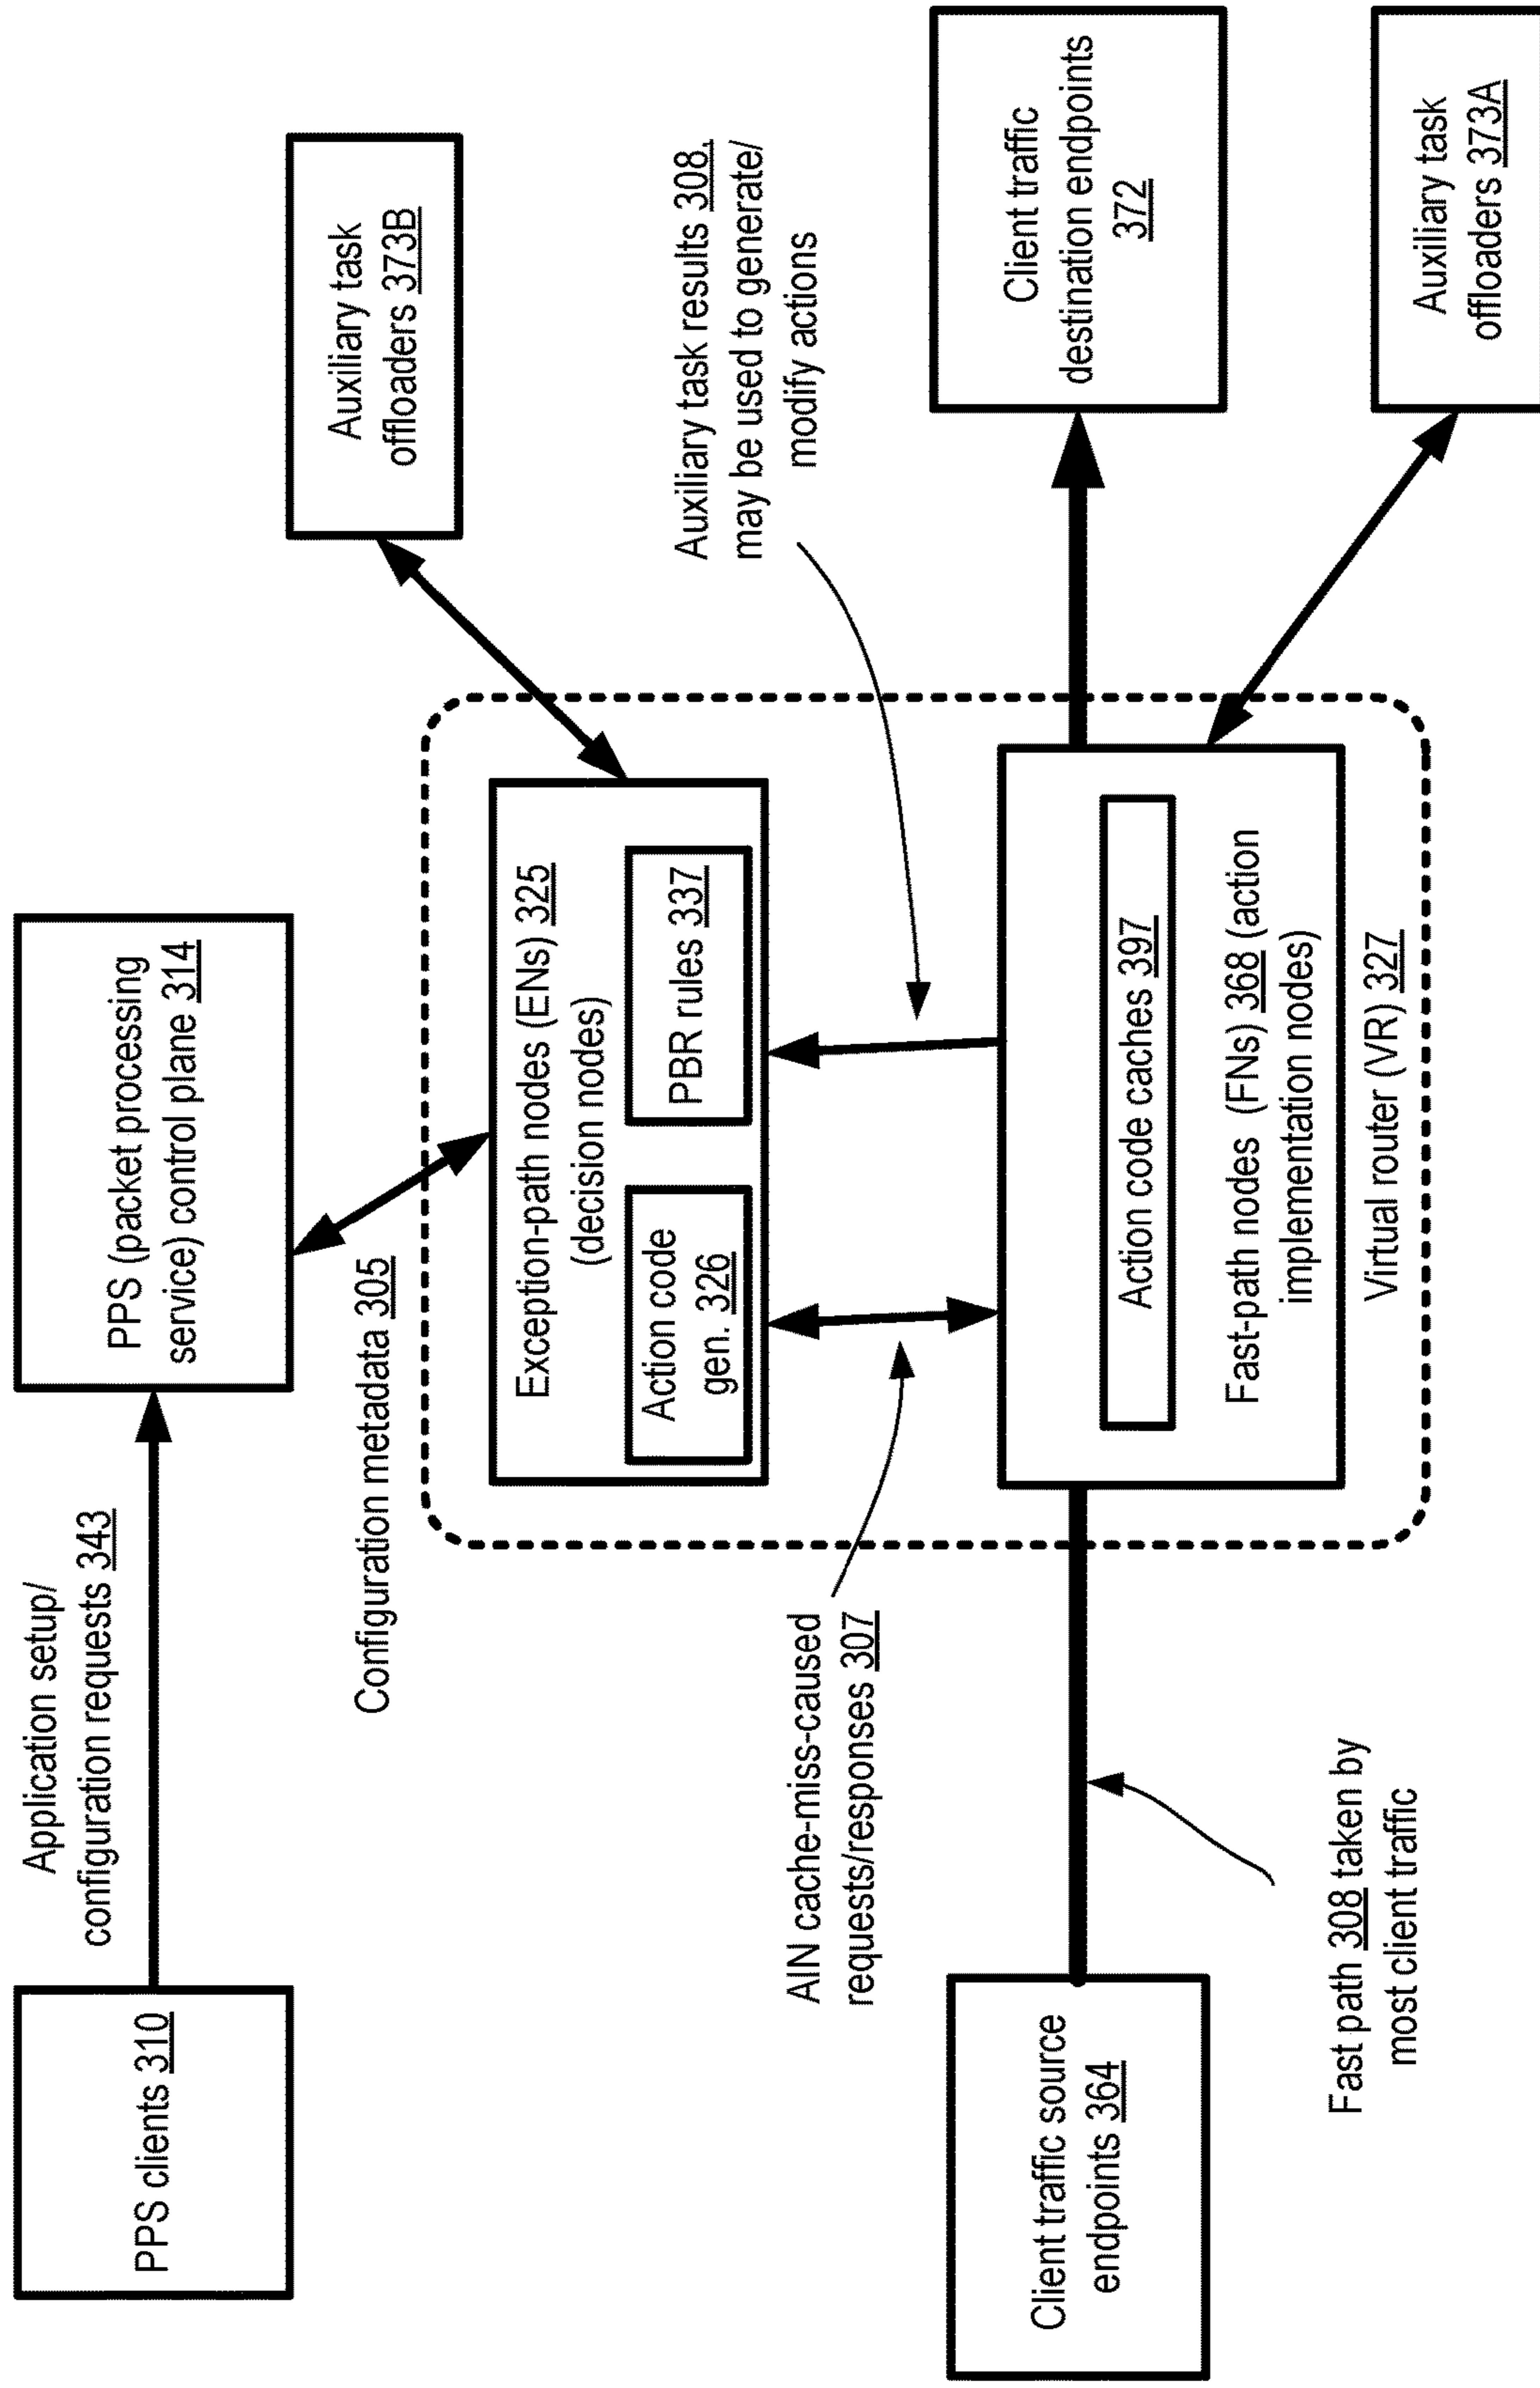 PPS clients 310
Application setup/
configuration requests 343
PPS (packet processing
service) control plane 314
Configuration metadata 305
Auxiliary task
offloaders 373B
Exception-path nodes (ENs) 325
(decision nodes)
Action code
gen. 326
PBR rules 337
Auxiliary task results 308,
may be used to generate/
modify actions
AIN cache-miss-caused
requests/responses 307
Client traffic source
endpoints 364
Action code caches 397
Fast-path nodes (FNs) 368 (action
implementation nodes)
Virtual router (VR) 327
Client traffic
destination endpoints
372
Fast path 308 taken by
most client traffic
Auxiliary task
offloaders 373A